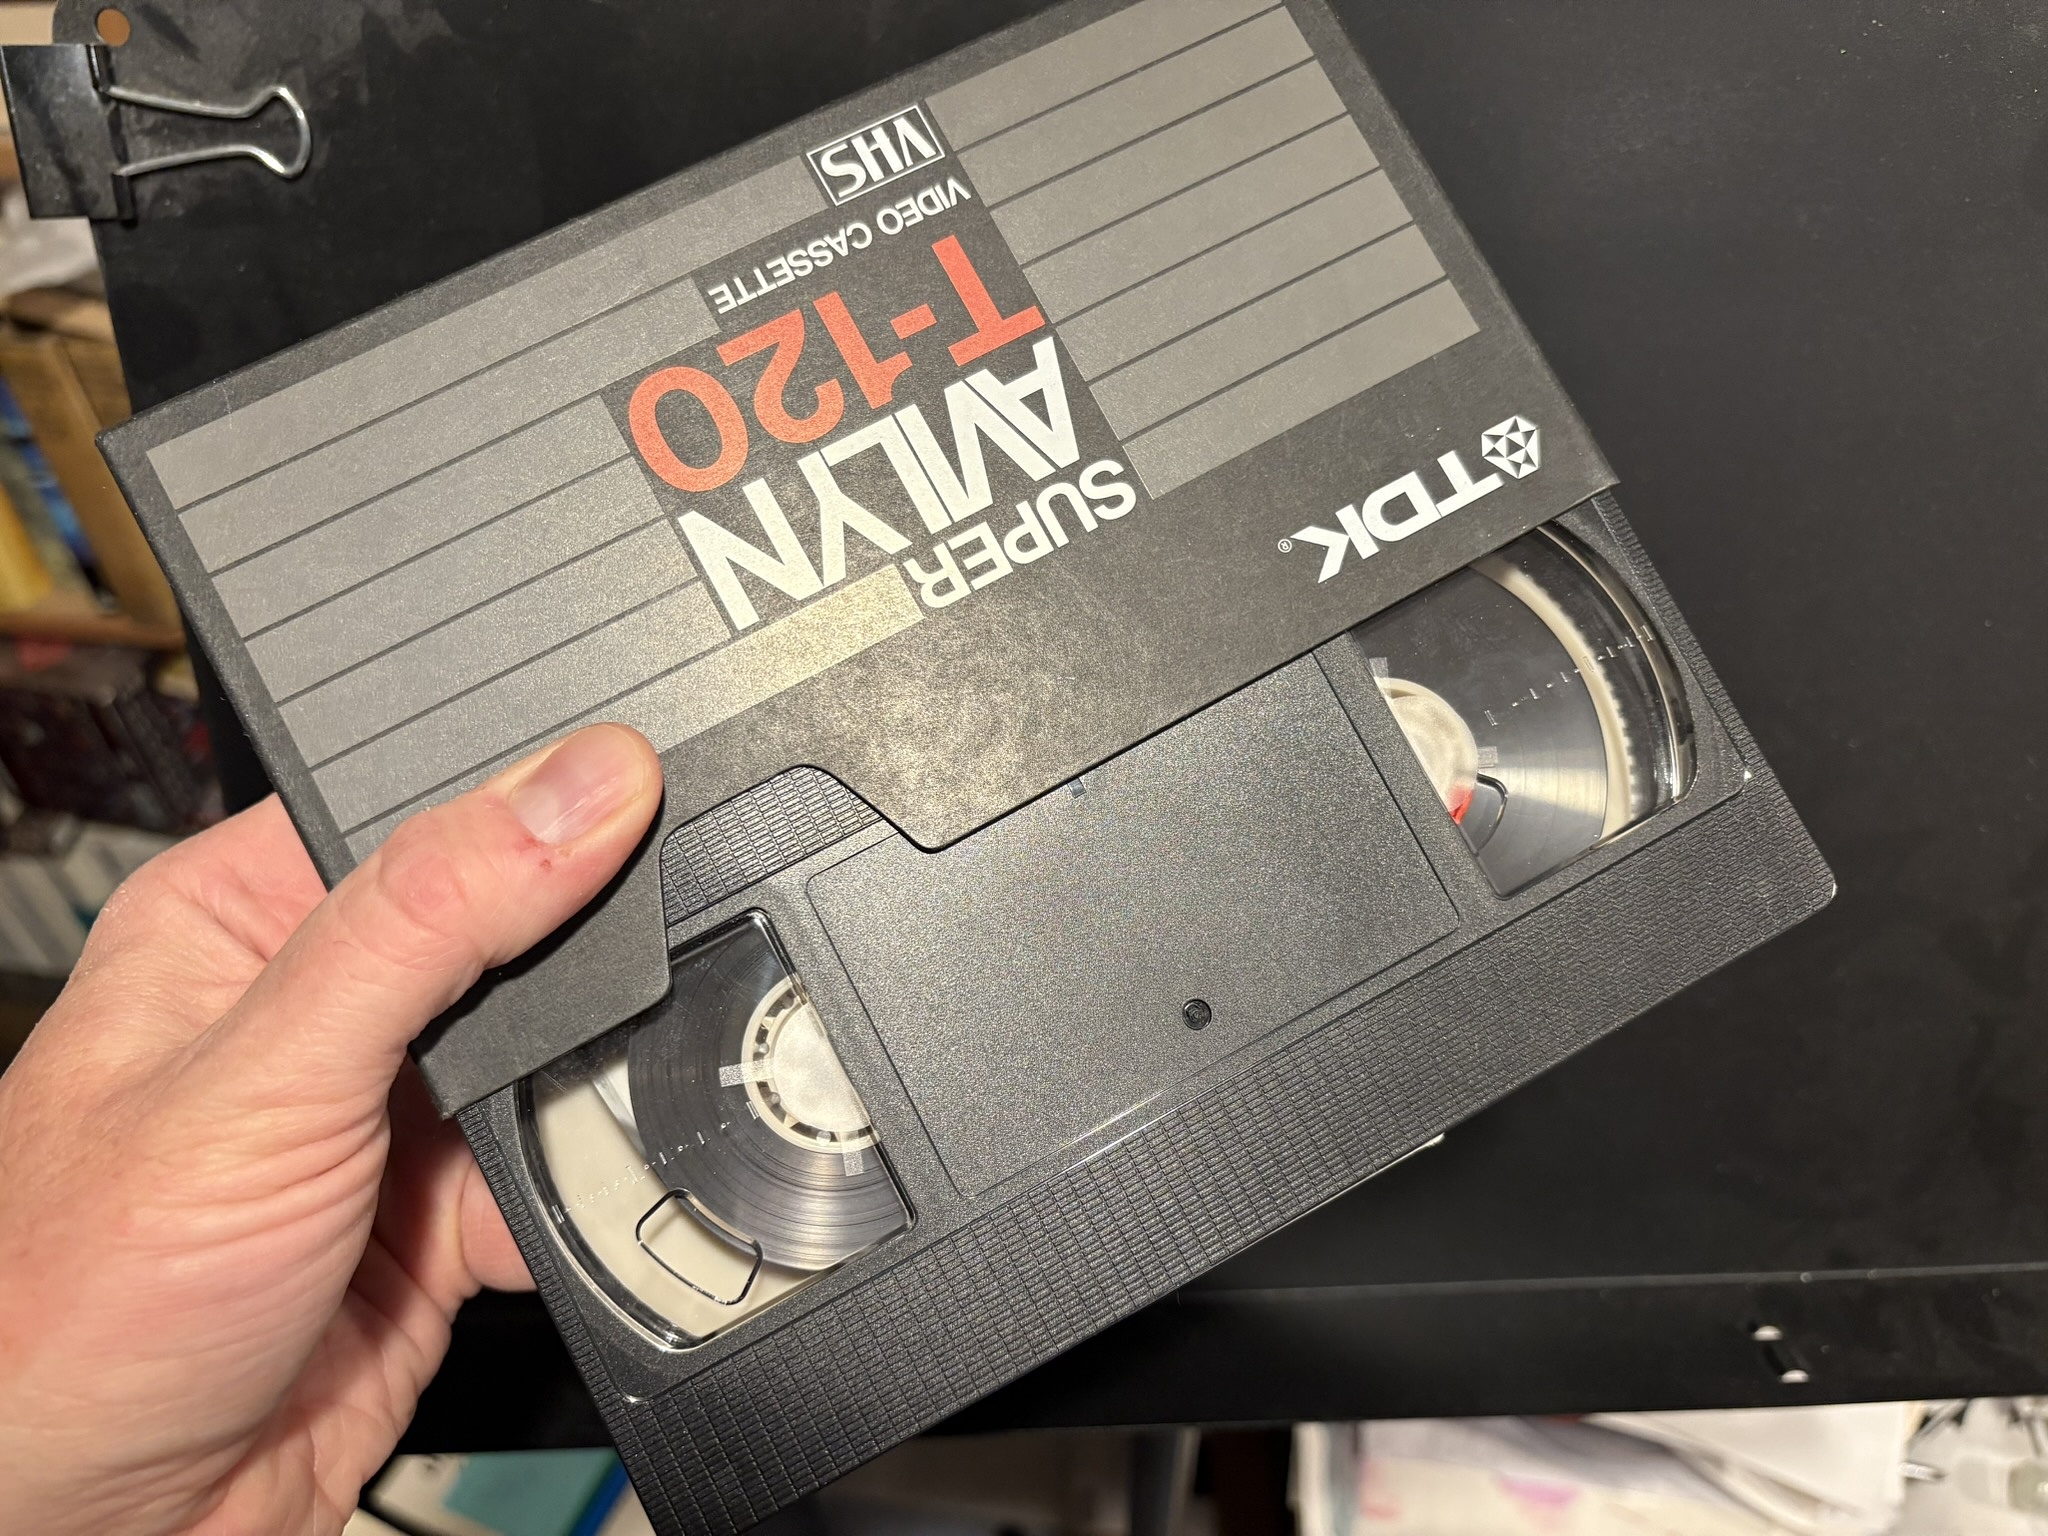 TDK®
SUPER
AVILYN
T-120
VIDEO CASSETTE
VHS